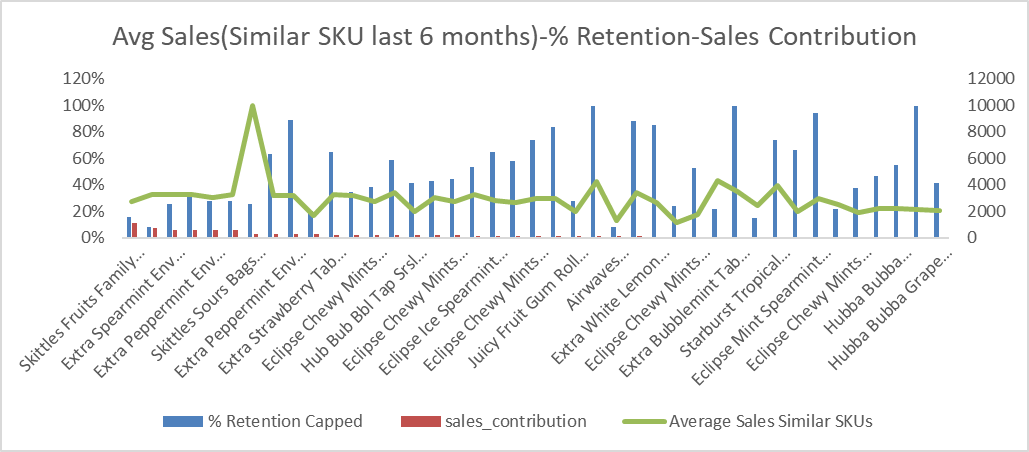 Avg Sales(Similar SKU last 6 months)-% Retention-Sales Contribution
120%
100%
80%
60%
40%
20%
0%
12000
10000
8000
6000
4000
2000
0
Skittles Fruits Family...
Extra Spearmint Env...
Extra Peppermint Env...
Skittles Sours Bags...
Extra Peppermint Env...
Extra Strawberry Tab...
Eclipse Chewy Mints...
Hub Bubl Tap Srsl...
Eclipse Chewy Mints...
Eclipse Ice Spearmint...
Eclipse Chewy Mints...
Juicy Fruit Gum Roll...
Airwaves...
Extra White Lemon...
Eclipse Chewy Mints...
Extra Bubblemint Tab...
Starburst Tropical...
Eclipse Mint Spearmint...
Eclipse Chewy Mints...
Hubba Bubba...
Hubba Bubba Grape...
% Retention Capped
sales_contribution
Average Sales Similar SKUs